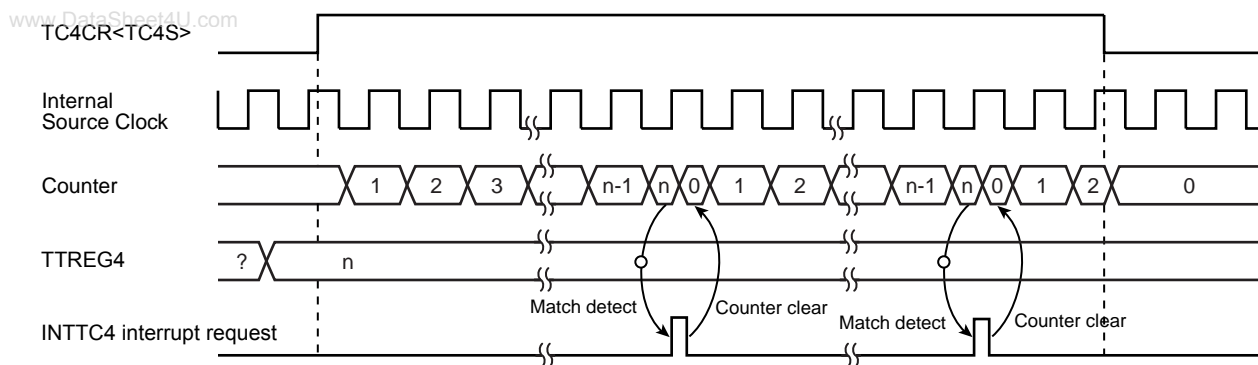 www.DataSheet4U.com
TC4CR<TC4S>
Internal
Source Clock
Counter
1 2 3 n-1 n 0 1 2 n-1 n 0 1 2 0
TTREG4
? n
Match detect Counter clear Match detect Counter clear
INTTC4 interrupt request